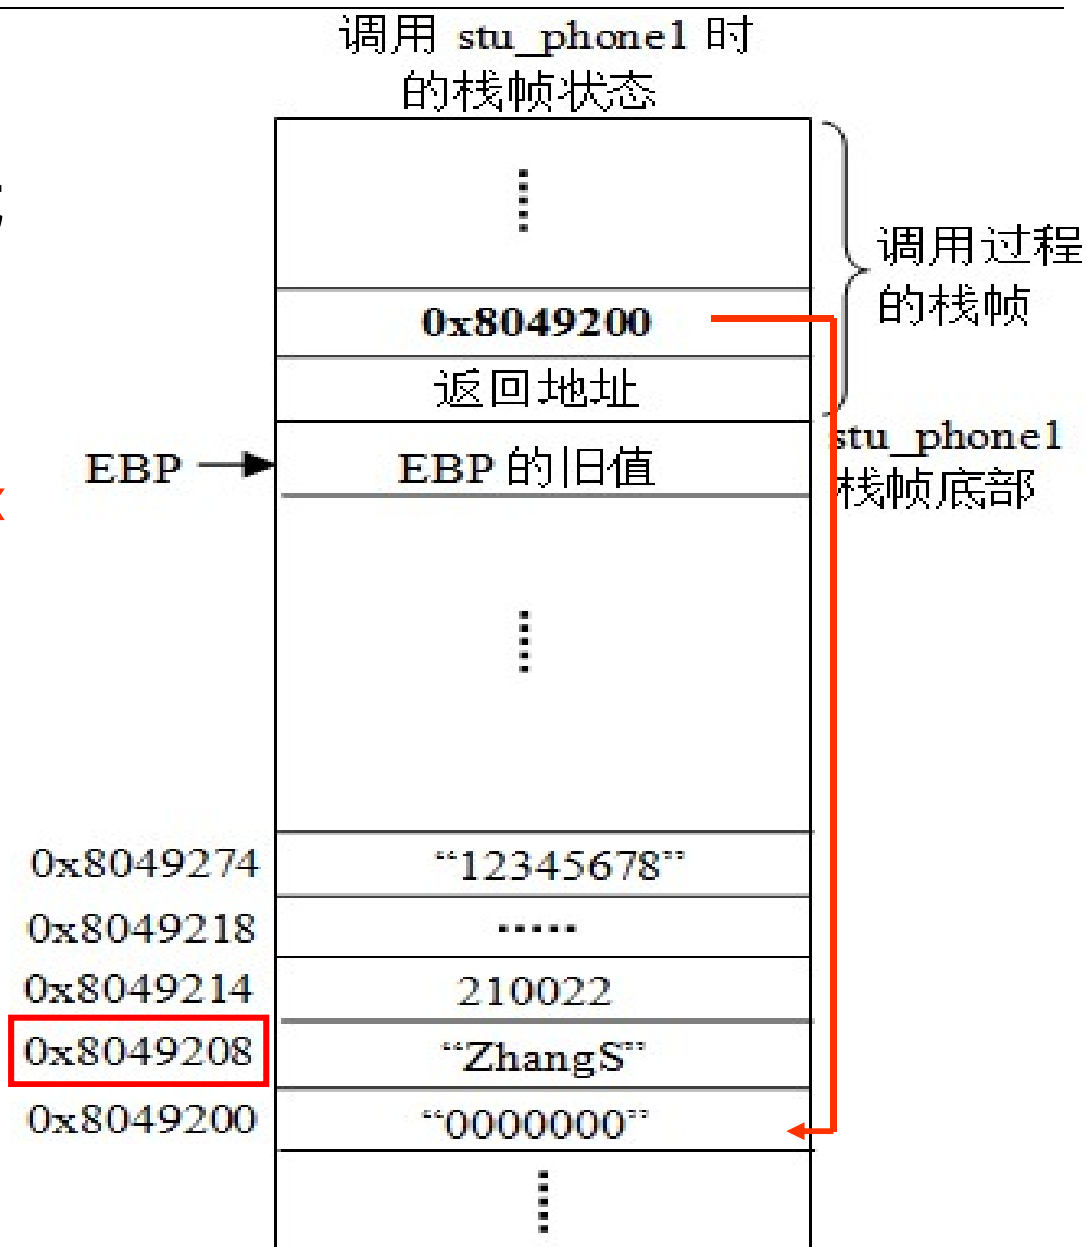 调用 stu_phone1 时
的栈帧状态
调用过程
的栈帧
0x8049200
返回地址
EBP
EBP 的旧值
stu_phone1
栈帧底部
0x8049274
“12345678”
0x8049218
·····
0x8049214
210022
0x8049208
“ZhangS”
0x8049200
“0000000”